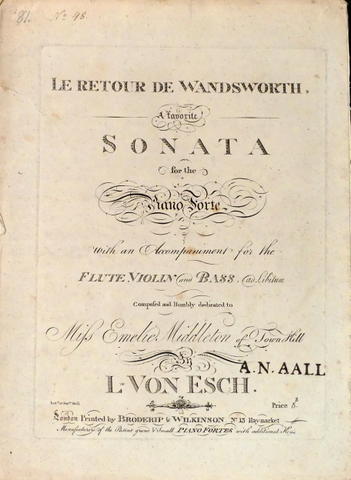 81. No. 48.
LE RETOUR DE WANDSWORTH,
A favorite
SONATA
for the
Piano Forte
with an Accompanment for the
FLUTE VIOLIN and BASS, Ad Libitum
Composed and Humbly dedicated to
Miss Emelie Middleton of Town Hill
By
A.N. AALL
L. VON ESCH.
Price
London Printed by BRODERIP & WILKINSON No. 13 Haymarket
Manufacturers of the Patent grand & Small PIANO FORTES with additional Keys